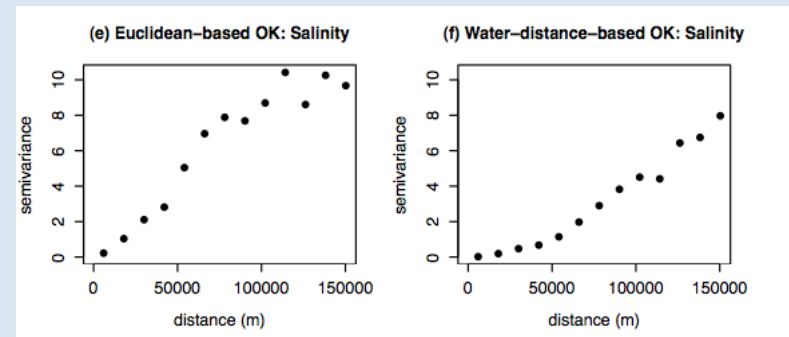 (e) Euclidean–based OK: Salinity
semivariance
10
8
6
4
2
0
0 50000 100000 150000
distance (m)
(f) Water–distance–based OK: Salinity
semivariance
10
8
6
4
2
0
0 50000 100000 150000
distance (m)